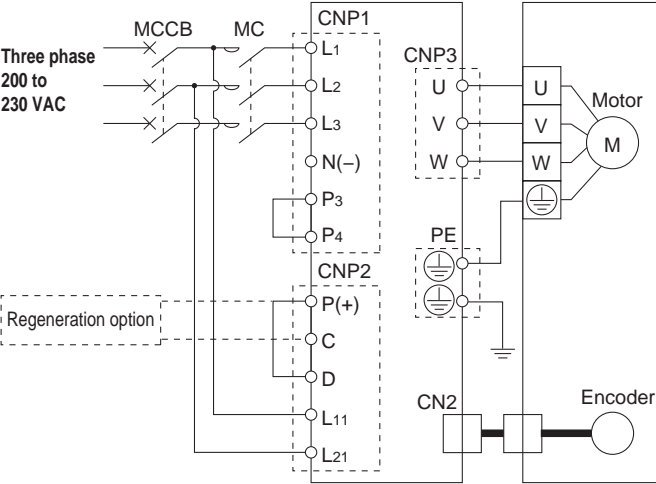 MCCB
MC
Three phase
200 to
230 VAC
CNP1
L1
L2
L3
N(−)
P3
P4
CNP2
P(+)
C
D
L11
L21
Regeneration option
CNP3
U
V
W
PE
CN2
U
V
W
Motor
M
Encoder